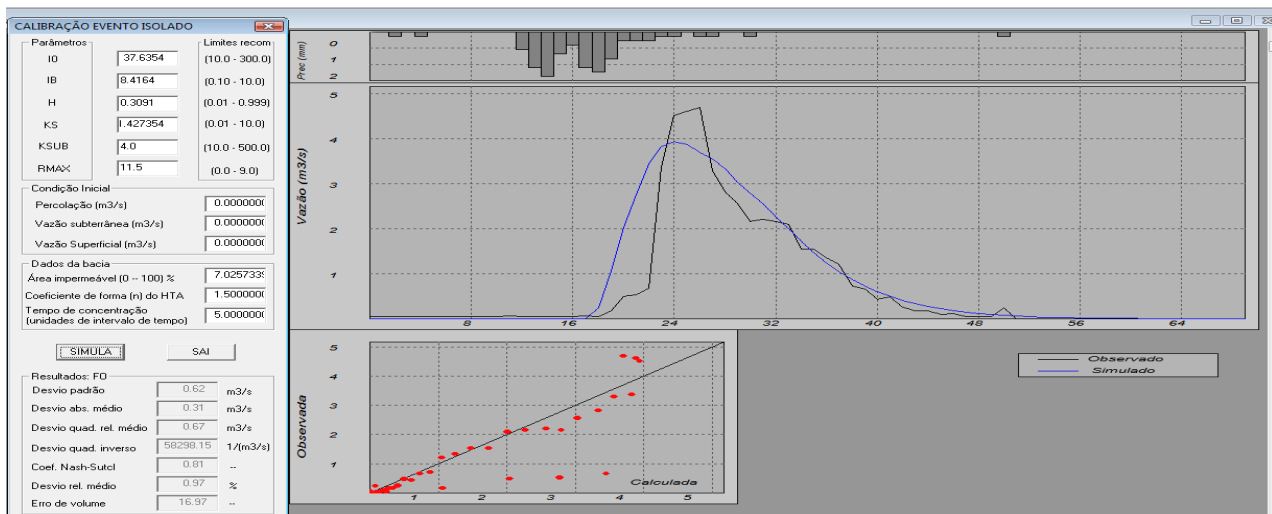 CALIBRAÇÃO EVENTO ISOLADO
Parâmetros Limites recom
I0 37.6354 (10.0 - 300.0)
IB 8.4164 (0.10 - 10.0)
H 0.3091 (0.01 - 0.999)
KS (0.01 - 10.0)
KSUB 4.0 (10.0 - 500.0)
RMAX 11.5 (0.0 - 9.0)
Condição Inicial
Percolação (m3/s) 0.0000000
Vazão subterrânea (m3/s) 0.0000000
Vazão Superficial (m3/s) 0.0000000
Dados da bacia
Área impermeável (0 -- 100) % 7.0257339
Coeficiente de forma (n) do HTA 1.5000000
Tempo de concentração
(unidades de intervalo de tempo) 5.0000000
SIMULA SAI
Resultados: FO
Desvio padrão 0.62 m3/s
Desvio abs. médio 0.31 m3/s
Desvio quad. rel. médio 0.67 m3/s
Desvio quad. inverso 58298.15 1/(m3/s)
Coef. Nash-Sutcl 0.81 --
Desvio rel. médio 0.97 %
Erro de volume 16.97 --
Prec (mm)
0
1
2
Vazão (m3/s)
5
4
3
2
1
8 16 24 32 40 48 56 64
Observada
5
4
3
2
1
Calculada
1 2 3 4 5
Observado
Simulado